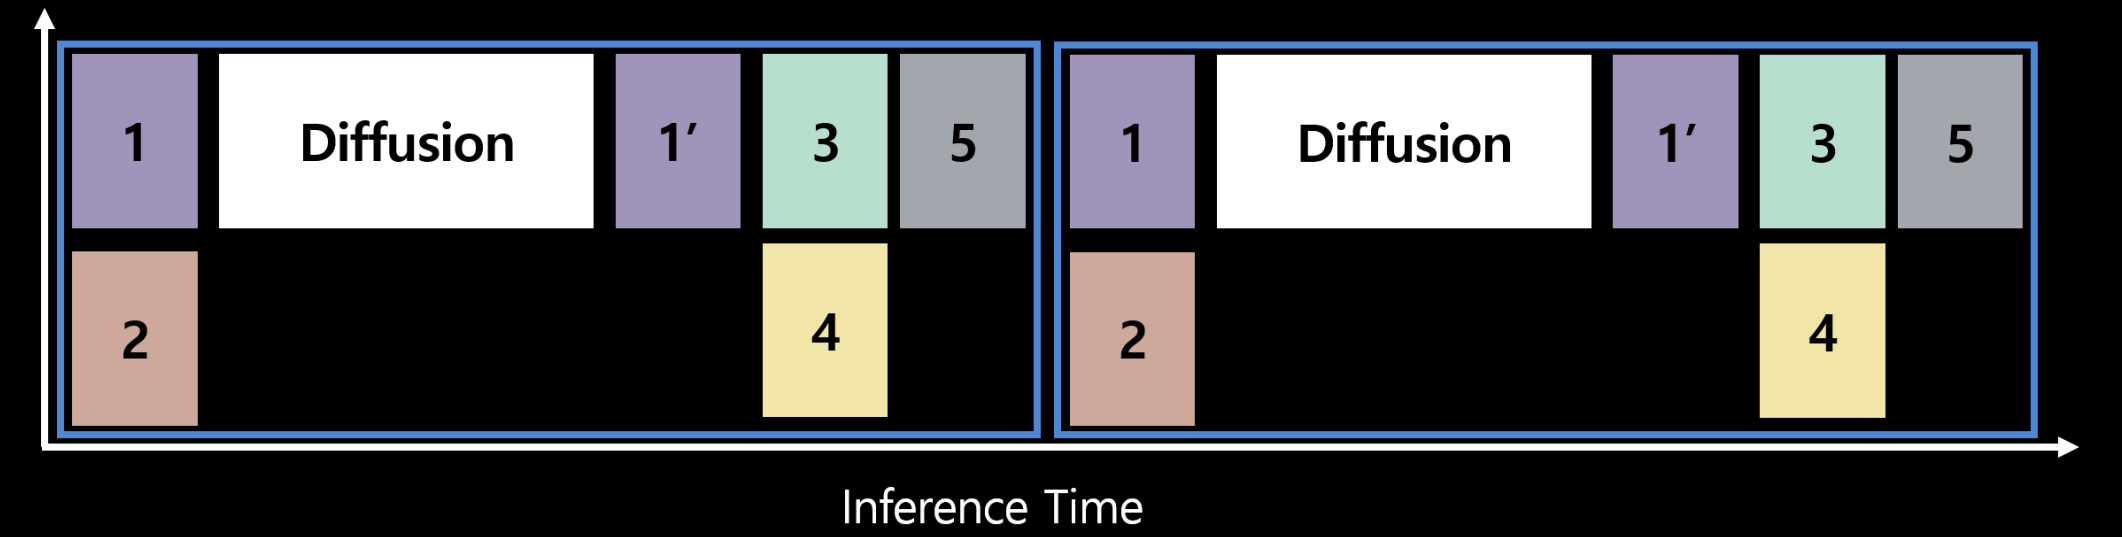 1 Diffusion 1’ 3 5 1 Diffusion 1’ 3 5
2 4 2 4
Inference Time